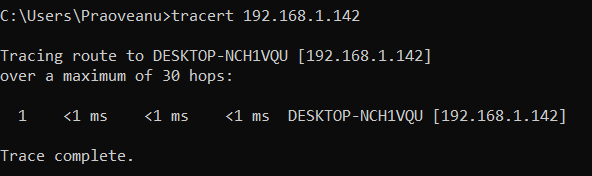 C:\Users\Praoveanu>tracert 192.168.1.142
Tracing route to DESKTOP-NCH1VQU [192.168.1.142]
over a maximum of 30 hops:
1 <1 ms <1 ms <1 ms DESKTOP-NCH1VQU [192.168.1.142]
Trace complete.